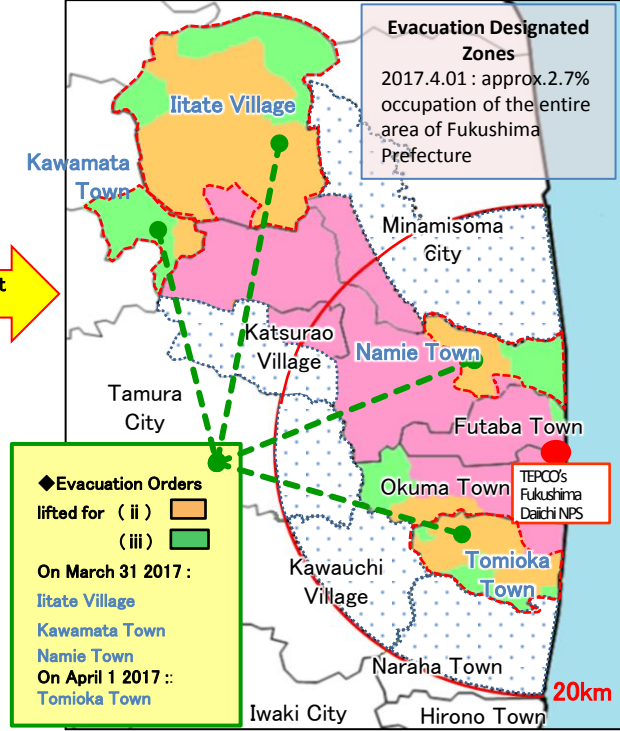 Evacuation Designated
Zones
2017.4.01 : approx.2.7%
occupation of the entire
area of Fukushima
Prefecture
Iitate Village
Kawamata
Town
Minamisoma
City
t
Katsurao
Village
Namie Town
Tamura
City
Futaba Town
Okuma Town
TEPCO's
Fukushima
Daiichi NPS
Kawauchi
Village
Tomioka
Town
Naraha Town
20km
Iwaki City
Hirono Town
◆Evacuation Orders
lifted for ( ii )
( iii )
On March 31 2017 :
Iitate Village
Kawamata Town
Namie Town
On April 1 2017 ::
Tomioka Town